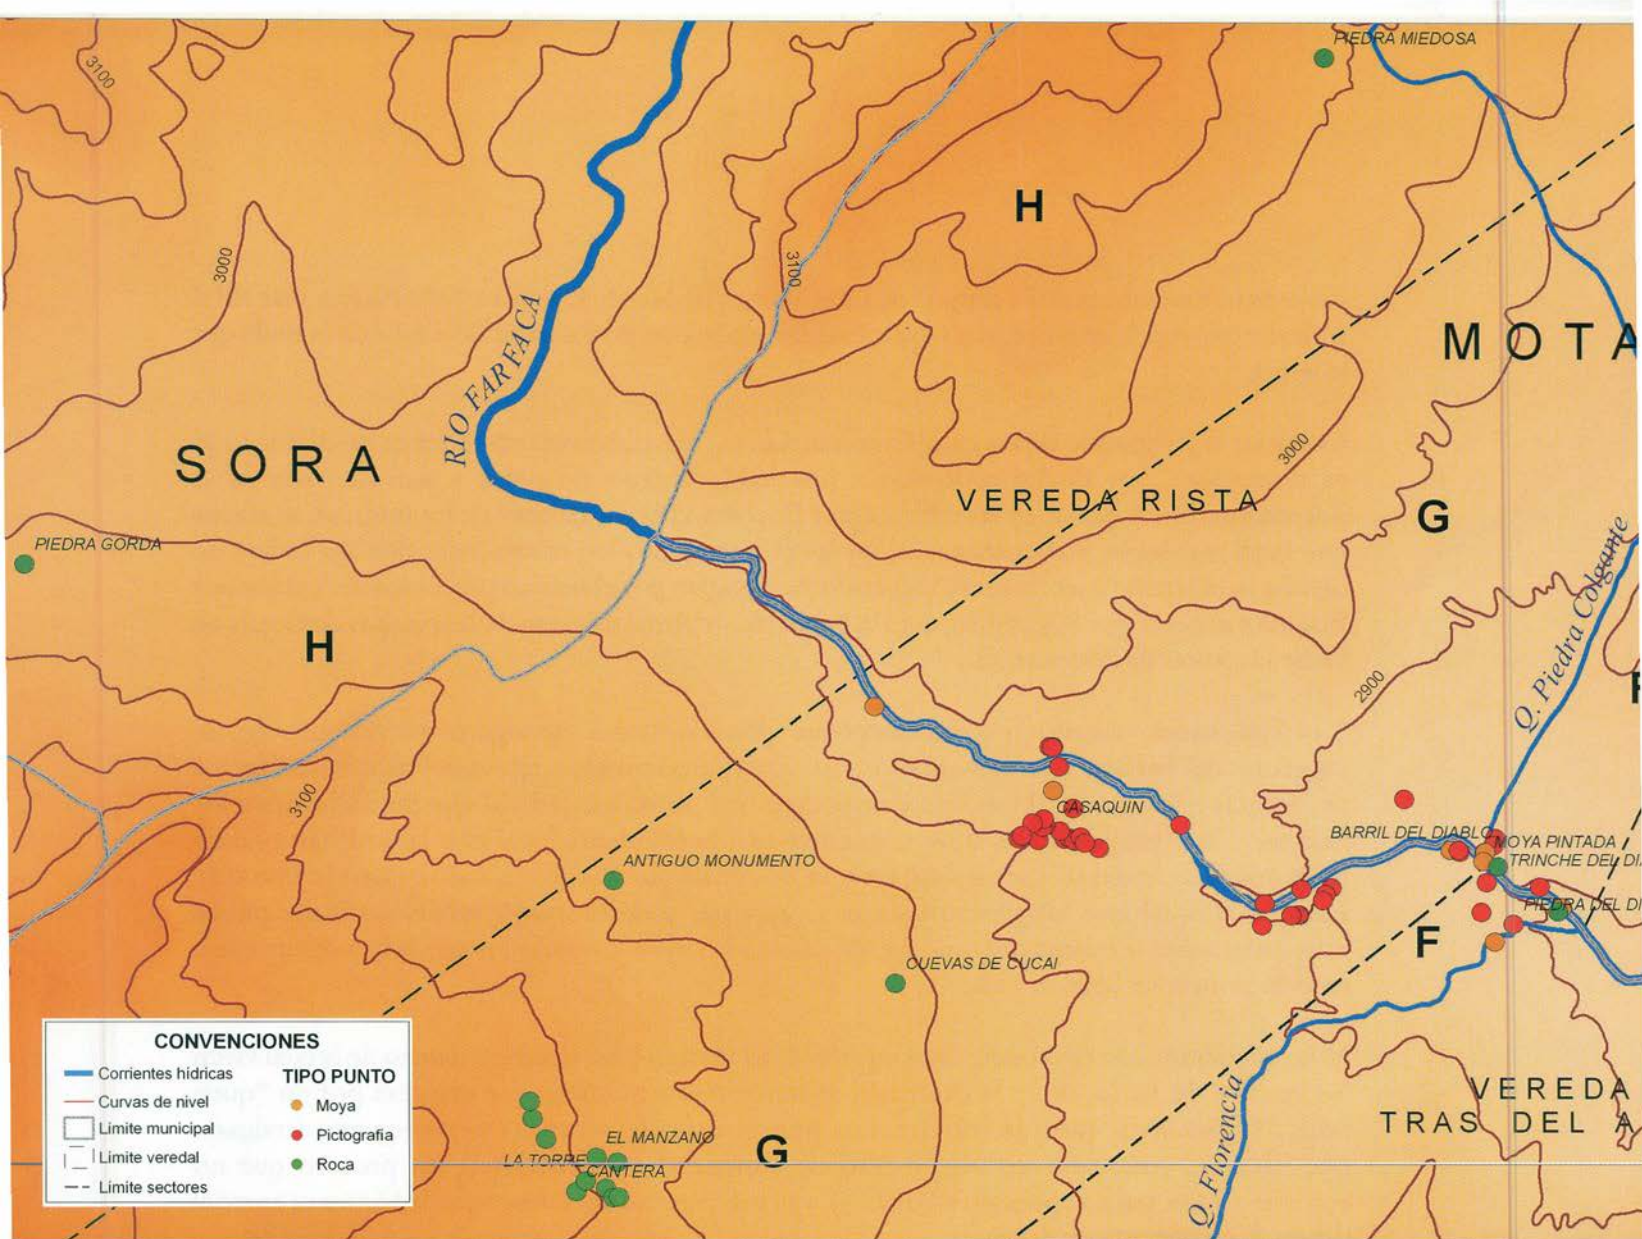 PIEDRA MIEDOSA
3100
H
3000
3100
RIO FARFACA
MOTA
SORA
3000
VEREDA RISTA
G
PIEDRA GORDA
Q. Piedra Colgante
H
2900
3100
CASAQUIN
BARRIL DEL DIABLO
MOYA PINTADA
ANTIGUO MONUMENTO
TRINCHE DEL DI
PIEDRA DEL DI
F
CUEVAS DE CUCAI
CONVENCIONES
Corrientes hídricas
Curvas de nivel
Limite municipal
Limite veredal
Limite sectores
TIPO PUNTO
Moya
Pictografia
Roca
VEREDA
TRAS DEL A
EL MANZANO
LA TORRE
CANTERA
G
Q. Florencia